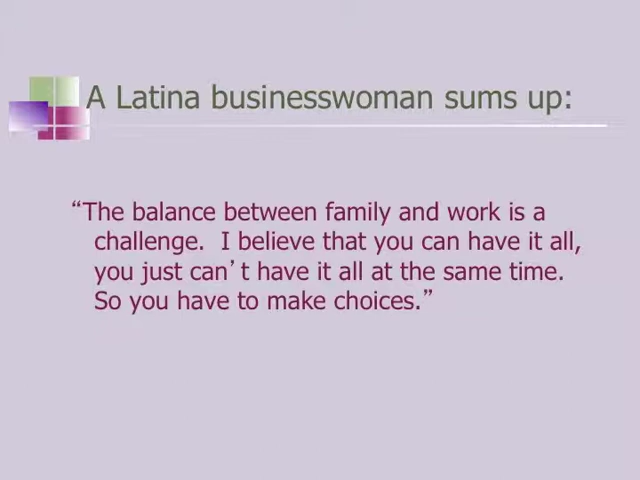 A Latina businesswoman sums up:
“The balance between family and work is a
challenge.  I believe that you can have it all,
you just can’t have it all at the same time.
So you have to make choices.”